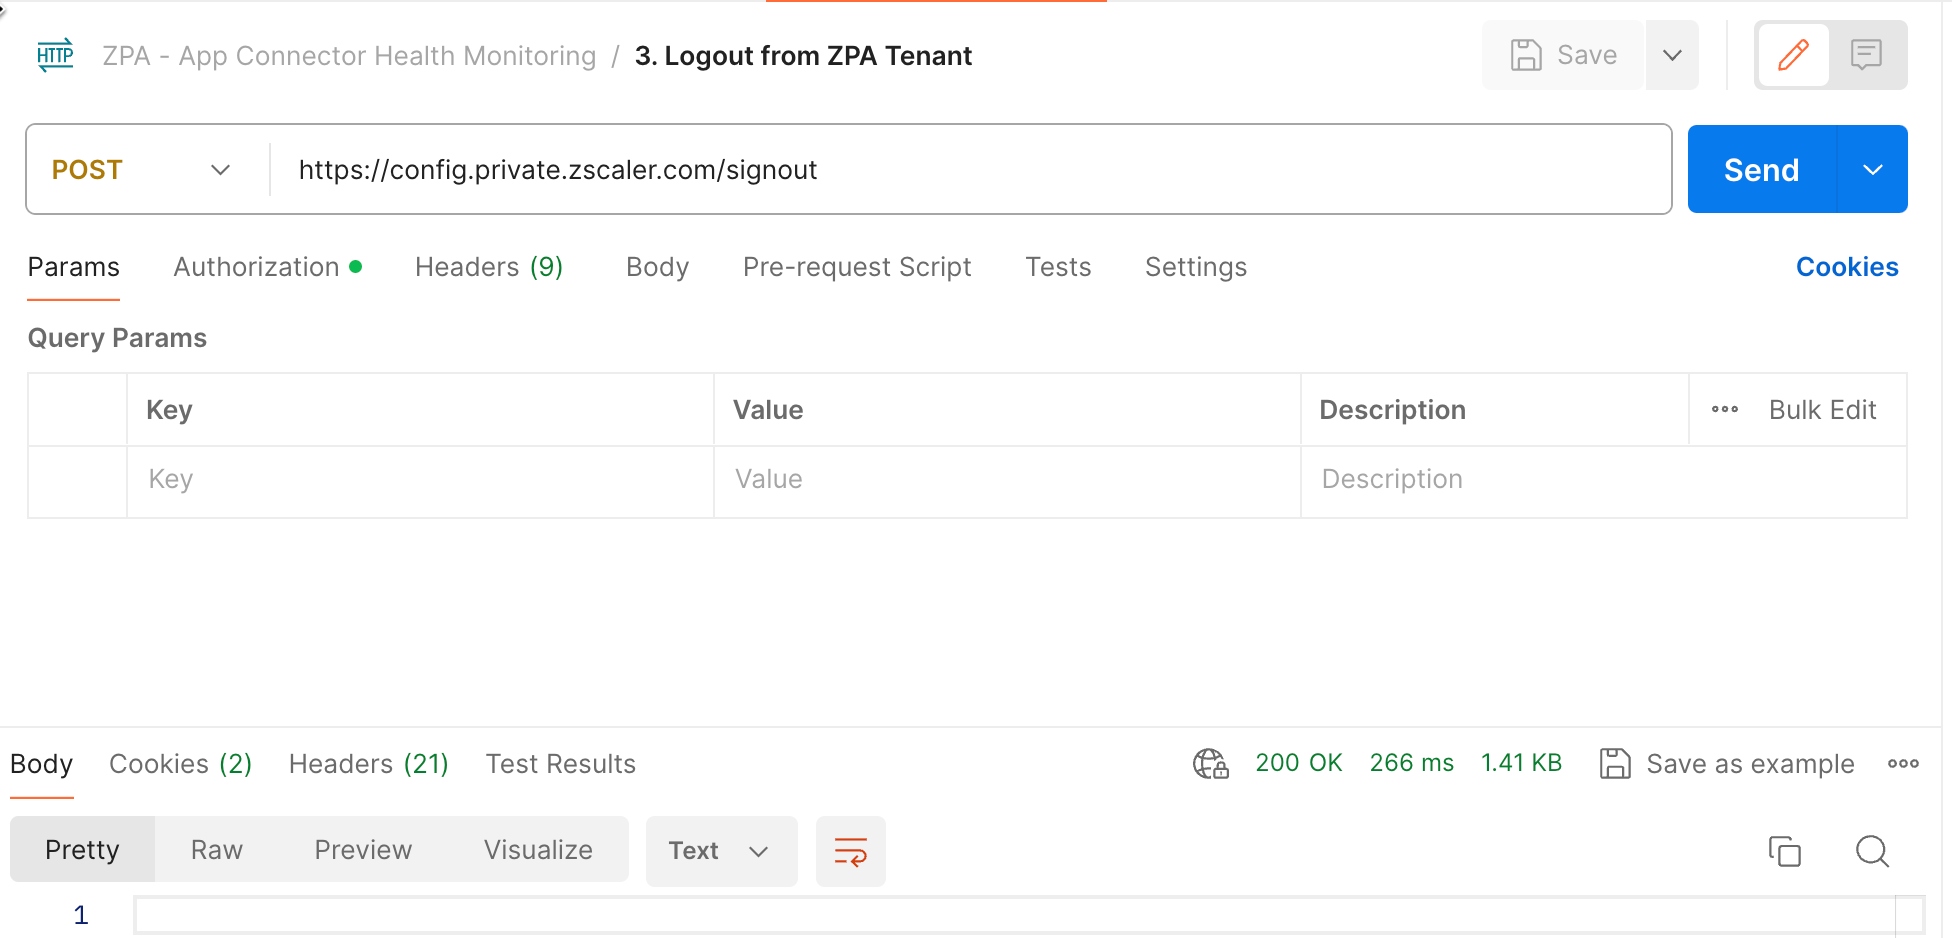 HTTP ZPA - App Connector Health Monitoring / 3. Logout from ZPA Tenant Save
POST https://config.private.zscaler.com/signout Send
Params Authorization Headers (9) Body Pre-request Script Tests Settings Cookies
Query Params
Key Value Description Bulk Edit
Key Value Description
Body Cookies (2) Headers (21) Test Results 200 OK 266 ms 1.41 KB Save as example
Pretty Raw Preview Visualize Text
1